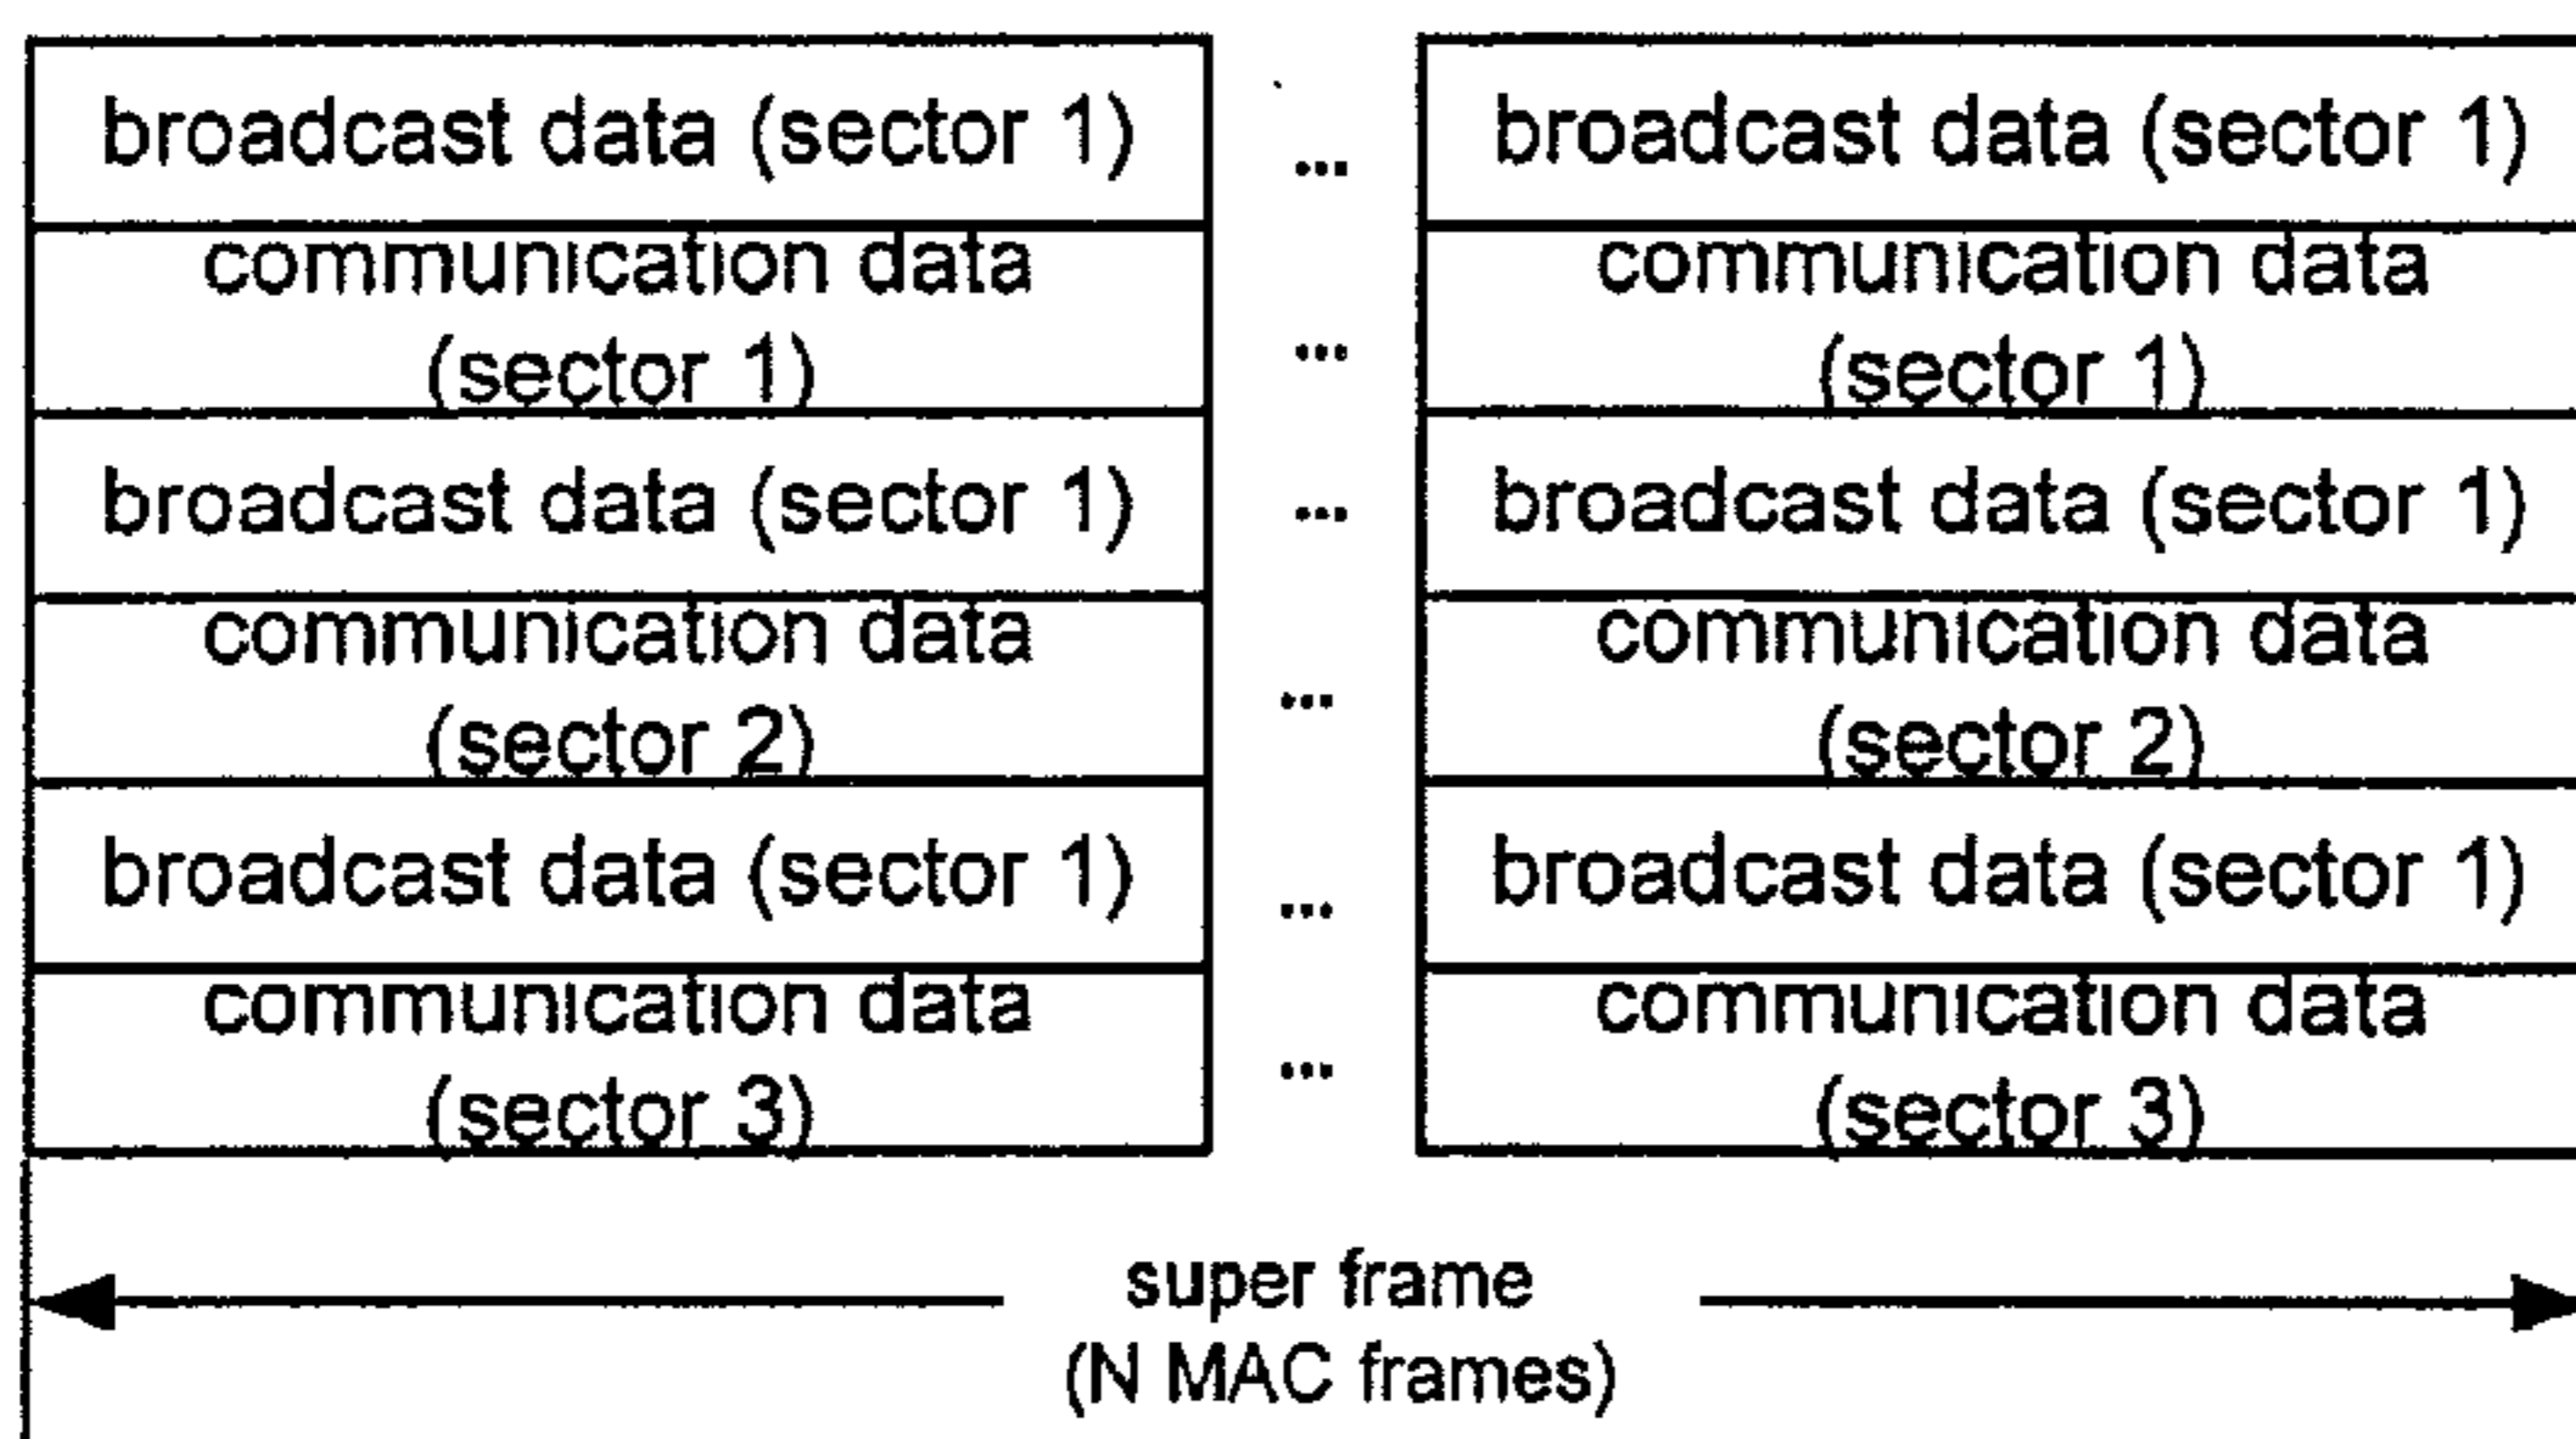 broadcast data (sector 1)
...
broadcast data (sector 1)
communication data
(sector 1)
...
communication data
(sector 1)
broadcast data (sector 1)
...
broadcast data (sector 1)
communication data
(sector 2)
...
communication data
(sector 2)
broadcast data (sector 1)
...
broadcast data (sector 1)
communication data
(sector 3)
...
communication data
(sector 3)
super frame
(N MAC frames)